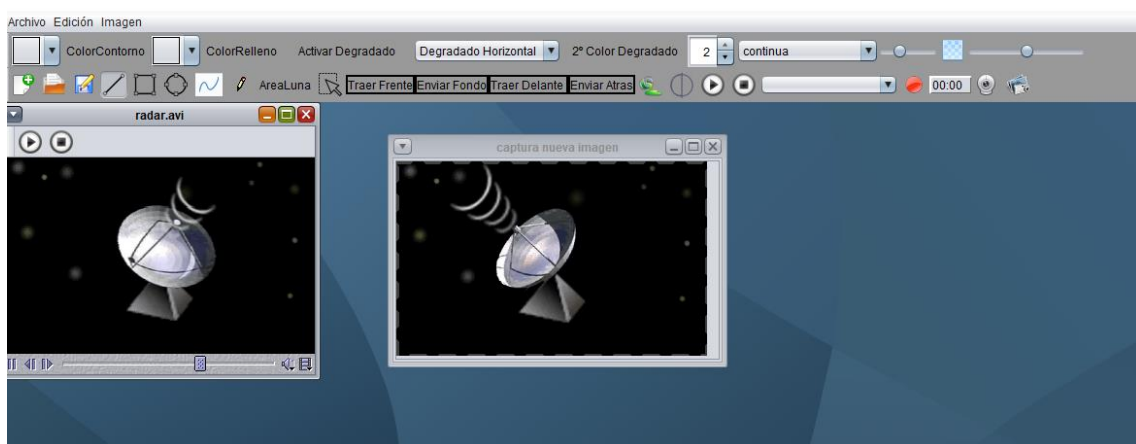 Archivo Edición Imagen
ColorContorno ColorRelleno Activar Degradado Degradado Horizontal 2º Color Degradado 2 continua
AreaLuna Traer Frente Enviar Fondo Traer Delante Enviar Atras 00:00
radar.avi
captura nueva imagen